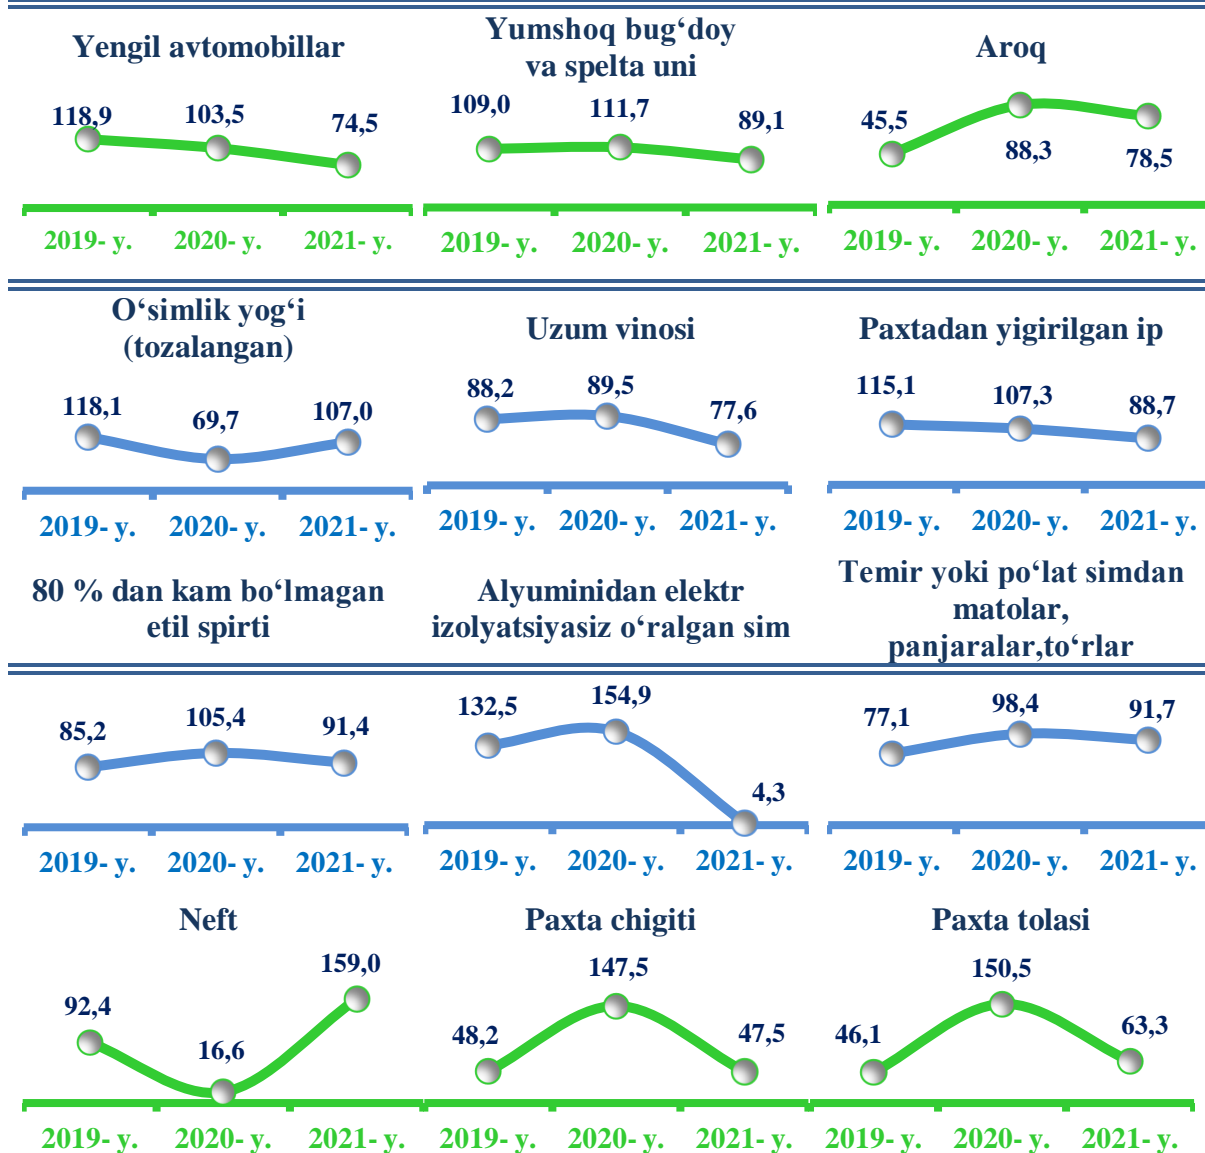 Yengil avtomobillar
118,9
103,5
74,5
2019- y. 2020- y. 2021- y.
Yumshoq bug‘doy
va spelta uni
109,0
111,7
89,1
2019- y. 2020- y. 2021- y.
Aroq
45,5
88,3
78,5
2019- y. 2020- y. 2021- y.
O‘simlik yog‘i
(tozalangan)
118,1
69,7
107,0
2019- y. 2020- y. 2021- y.
Uzum vinosi
88,2
89,5
77,6
2019- y. 2020- y. 2021- y.
Paxtadan yigirilgan ip
115,1
107,3
88,7
2019- y. 2020- y. 2021- y.
80 % dan kam bo‘lmagan
etil spirti
85,2
105,4
91,4
2019- y. 2020- y. 2021- y.
Alyuminidan elektr
izolyatsiyasiz o‘ralgan sim
132,5
154,9
4,3
2019- y. 2020- y. 2021- y.
Temir yoki po‘lat simdan
matolar,
panjaralar,to‘rlar
77,1
98,4
91,7
2019- y. 2020- y. 2021- y.
Neft
92,4
16,6
159,0
2019- y. 2020- y. 2021- y.
Paxta chigiti
48,2
147,5
47,5
2019- y. 2020- y. 2021- y.
Paxta tolasi
46,1
150,5
63,3
2019- y. 2020- y. 2021- y.